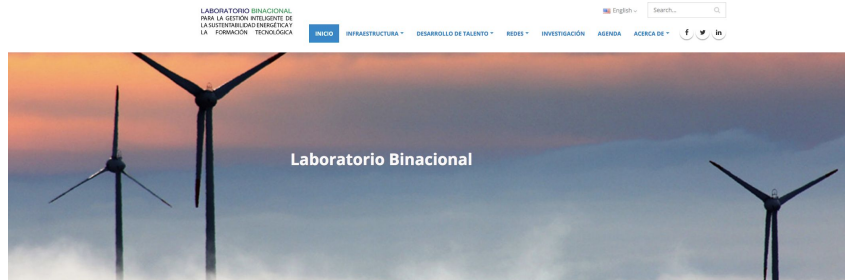 LABORATORIO BINACIONAL
PARA LA GESTIÓN INTELIGENTE DE
LA SUSTENTABILIDAD ENERGÉTICA Y
LA FORMACIÓN TECNOLÓGICA
English
Search...
INICIO INFRAESTRUCTURA DESARROLLO DE TALENTO REDES INVESTIGACIÓN AGENDA ACERCA DE
Laboratorio Binacional